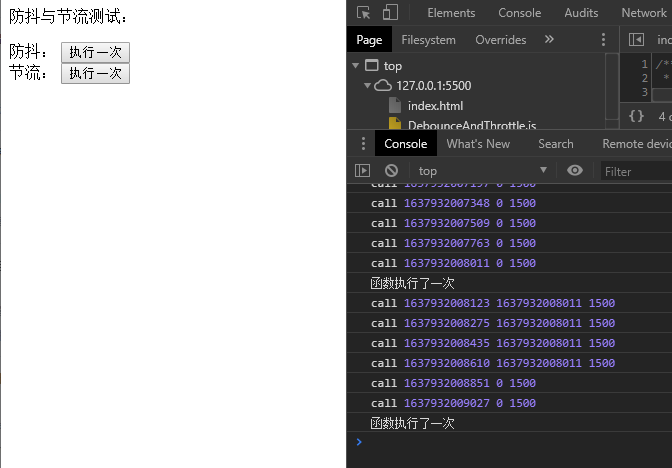 防抖与节流测试：
防抖： 执行一次
节流： 执行一次
Elements Console Audits Network
Page Filesystem Overrides »
top
127.0.0.1:5500
index.html
DebounceAndThrottle.js
1 /**
2 *
3
{}
Console What's New Search Remote devi
top Filter
call 1637932007197 0 1500
call 1637932007348 0 1500
call 1637932007509 0 1500
call 1637932007763 0 1500
call 1637932008011 0 1500
函数执行了一次
call 1637932008123 1637932008011 1500
call 1637932008275 1637932008011 1500
call 1637932008435 1637932008011 1500
call 1637932008610 1637932008011 1500
call 1637932008851 0 1500
call 1637932009027 0 1500
函数执行了一次
>